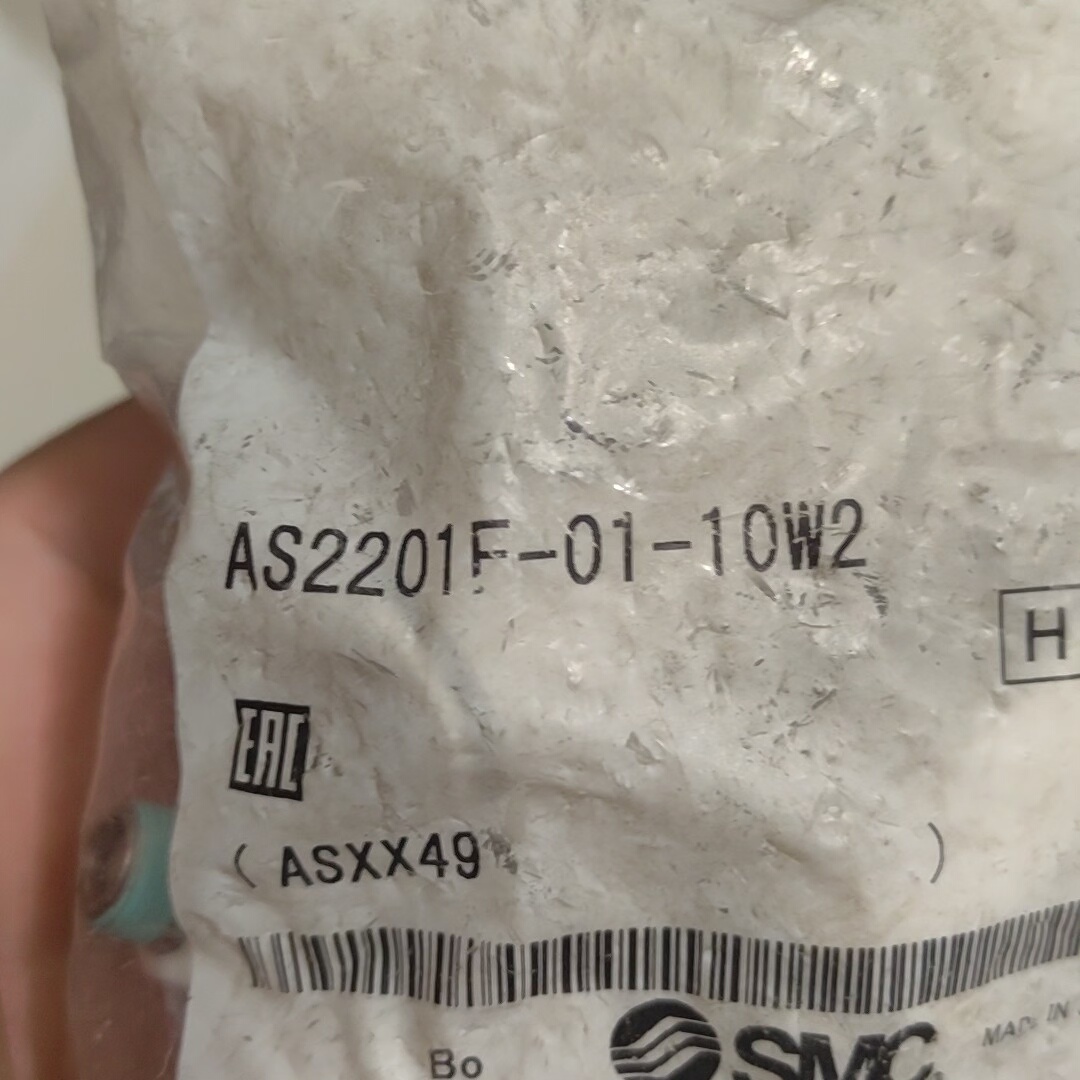 AS2201F-01-10W2
H
EAC
( ASXX49 )
Bo
SMC
MADE IN